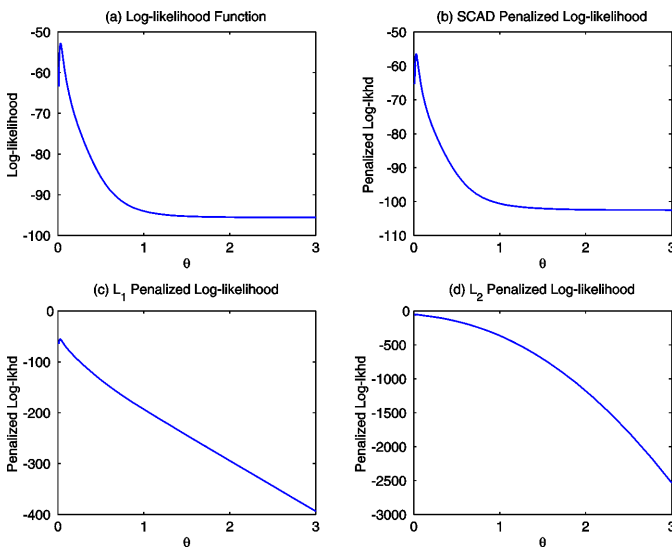 (a) Log-likelihood Function
-50
-60
-70
-80
-90
-100
Log-likelihood
0 1 2 3
θ
(b) SCAD Penalized Log-likelihood
-50
-60
-70
-80
-90
-100
-110
Penalized Log-lkhd
0 1 2 3
θ
(c) L1 Penalized Log-likelihood
0
-100
-200
-300
-400
Penalized Log-lkhd
0 1 2 3
θ
(d) L2 Penalized Log-likelihood
0
-500
-1000
-1500
-2000
-2500
-3000
Penalized Log-lkhd
0 1 2 3
θ